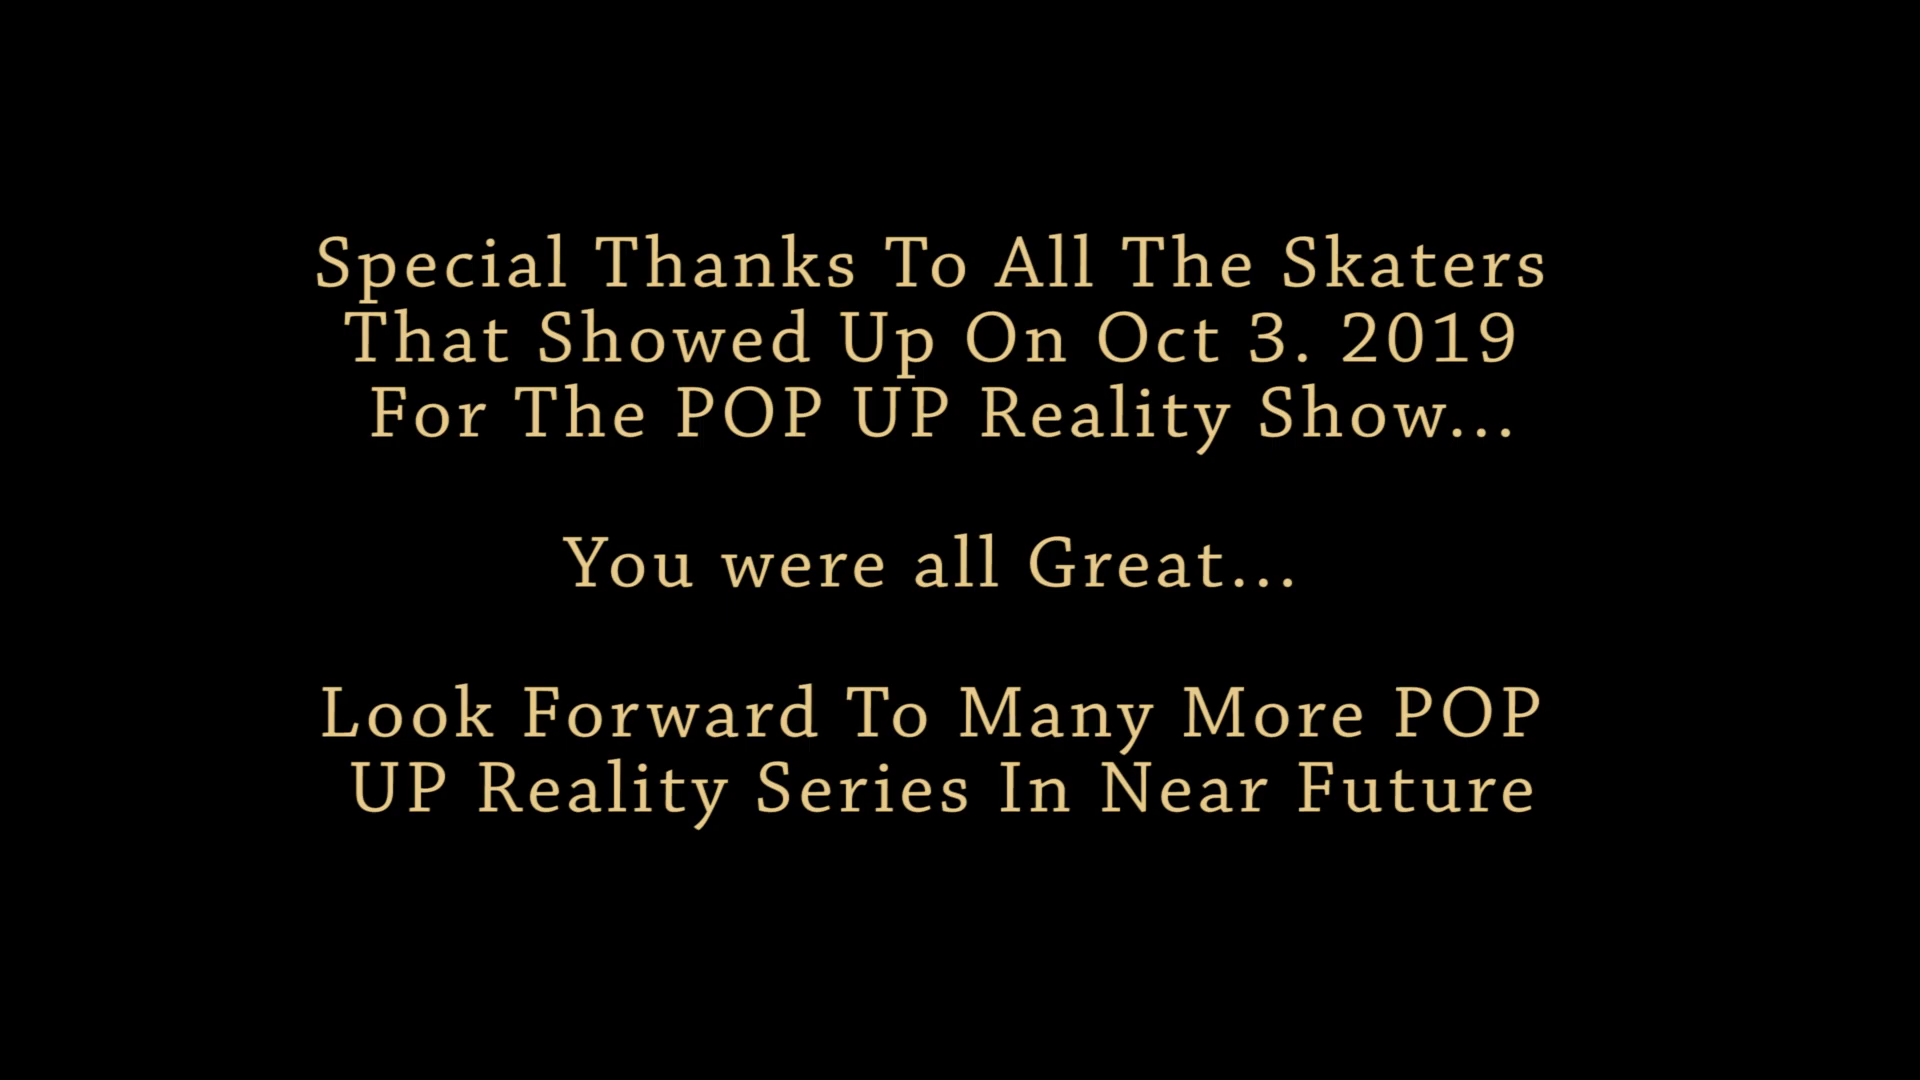 Special Thanks To All The Skaters
That Showed Up On Oct 3. 2019
For The POP UP Reality Show...
You were all Great...
Look Forward To Many More POP
UP Reality Series In Near Future